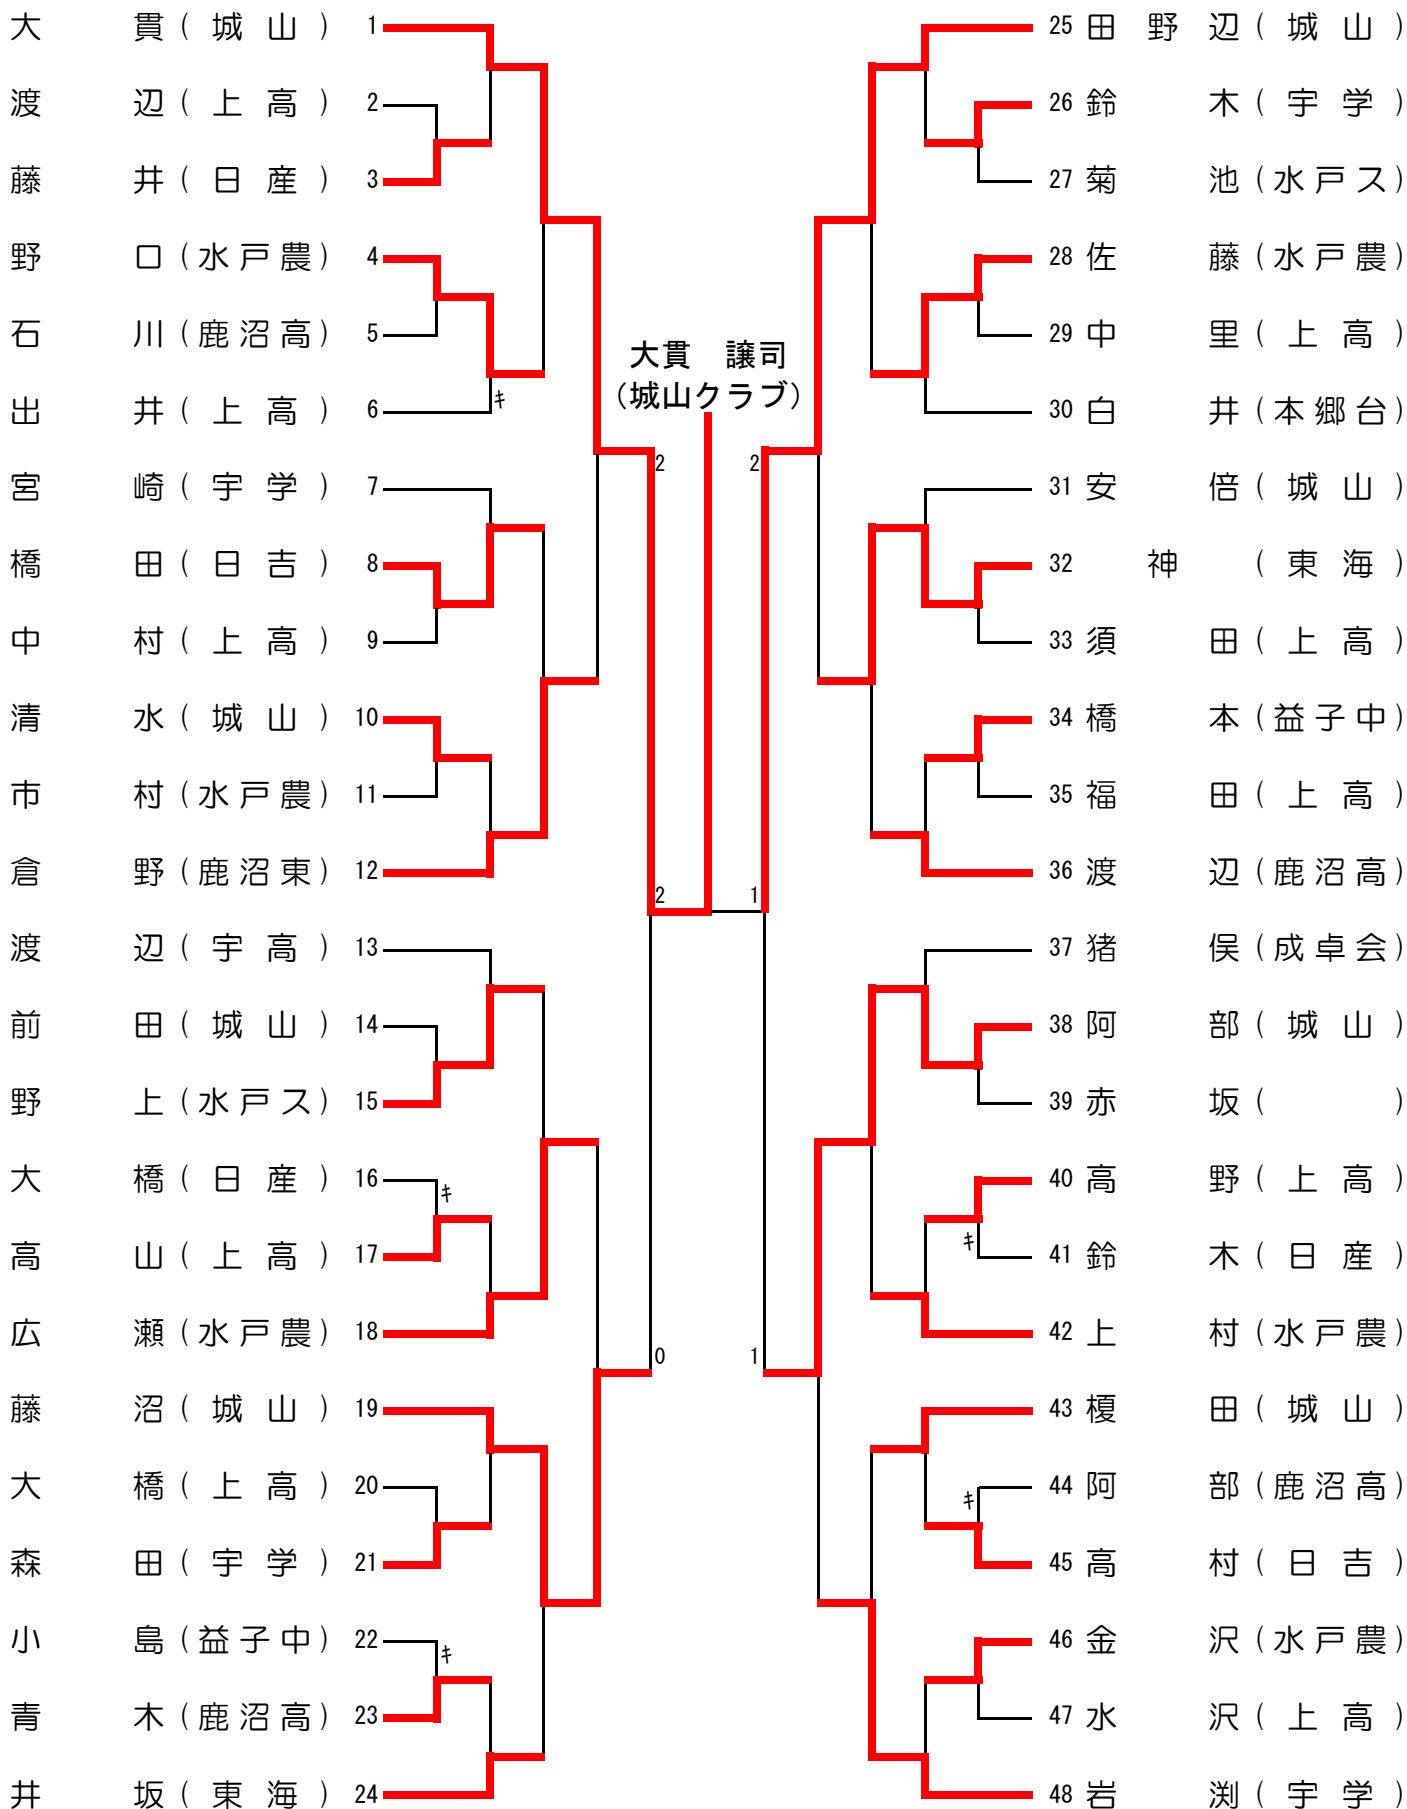 大貫(城山) 1
渡辺(上高) 2
藤井(日産) 3
野口(水戸農) 4
石川(鹿沼高) 5
出井(上高) 6
ｷ
宮崎(宇学) 7
橋田(日吉) 8
中村(上高) 9
清水(城山) 10
市村(水戸農) 11
倉野(鹿沼東) 12
渡辺(宇高) 13
前田(城山) 14
野上(水戸ス) 15
大橋(日産) 16
ｷ
高山(上高) 17
広瀬(水戸農) 18
藤沼(城山) 19
大橋(上高) 20
森田(宇学) 21
小島(益子中) 22
ｷ
青木(鹿沼高) 23
井坂(東海) 24
大貫 譲司
(城山クラブ)
2 2
2 1
0 1
25 田野辺(城山)
26 鈴木(宇学)
27 菊池(水戸ス)
28 佐藤(水戸農)
29 中里(上高)
30 白井(本郷台)
31 安倍(城山)
32 神(東海)
33 須田(上高)
34 橋本(益子中)
35 福田(上高)
36 渡辺(鹿沼高)
37 猪俣(成卓会)
38 阿部(城山)
39 赤坂( )
40 高野(上高)
ｷ
41 鈴木(日産)
42 上村(水戸農)
43 榎田(城山)
44 阿部(鹿沼高)
ｷ
45 高村(日吉)
46 金沢(水戸農)
47 水沢(上高)
48 岩渕(宇学)